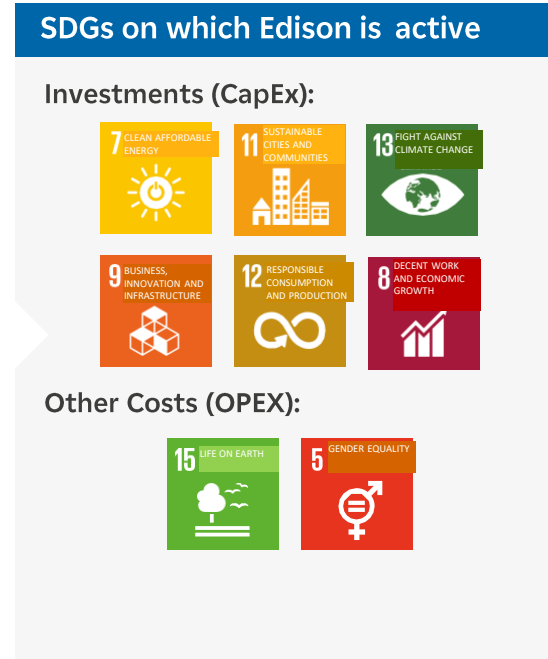 SDGs on which Edison is active
Investments (CapEx):
7 CLEAN AFFORDABLE
ENERGY
11 SUSTAINABLE
CITIES AND
COMMUNITIES
13 FIGHT AGAINST
CLIMATE CHANGE
9 BUSINESS,
INNOVATION AND
INFRASTRUCTURE
12 RESPONSIBLE
CONSUMPTION
AND PRODUCTION
8 DECENT WORK
AND ECONOMIC
GROWTH
Other Costs (OPEX):
15 LIFE ON EARTH
5 GENDER EQUALITY